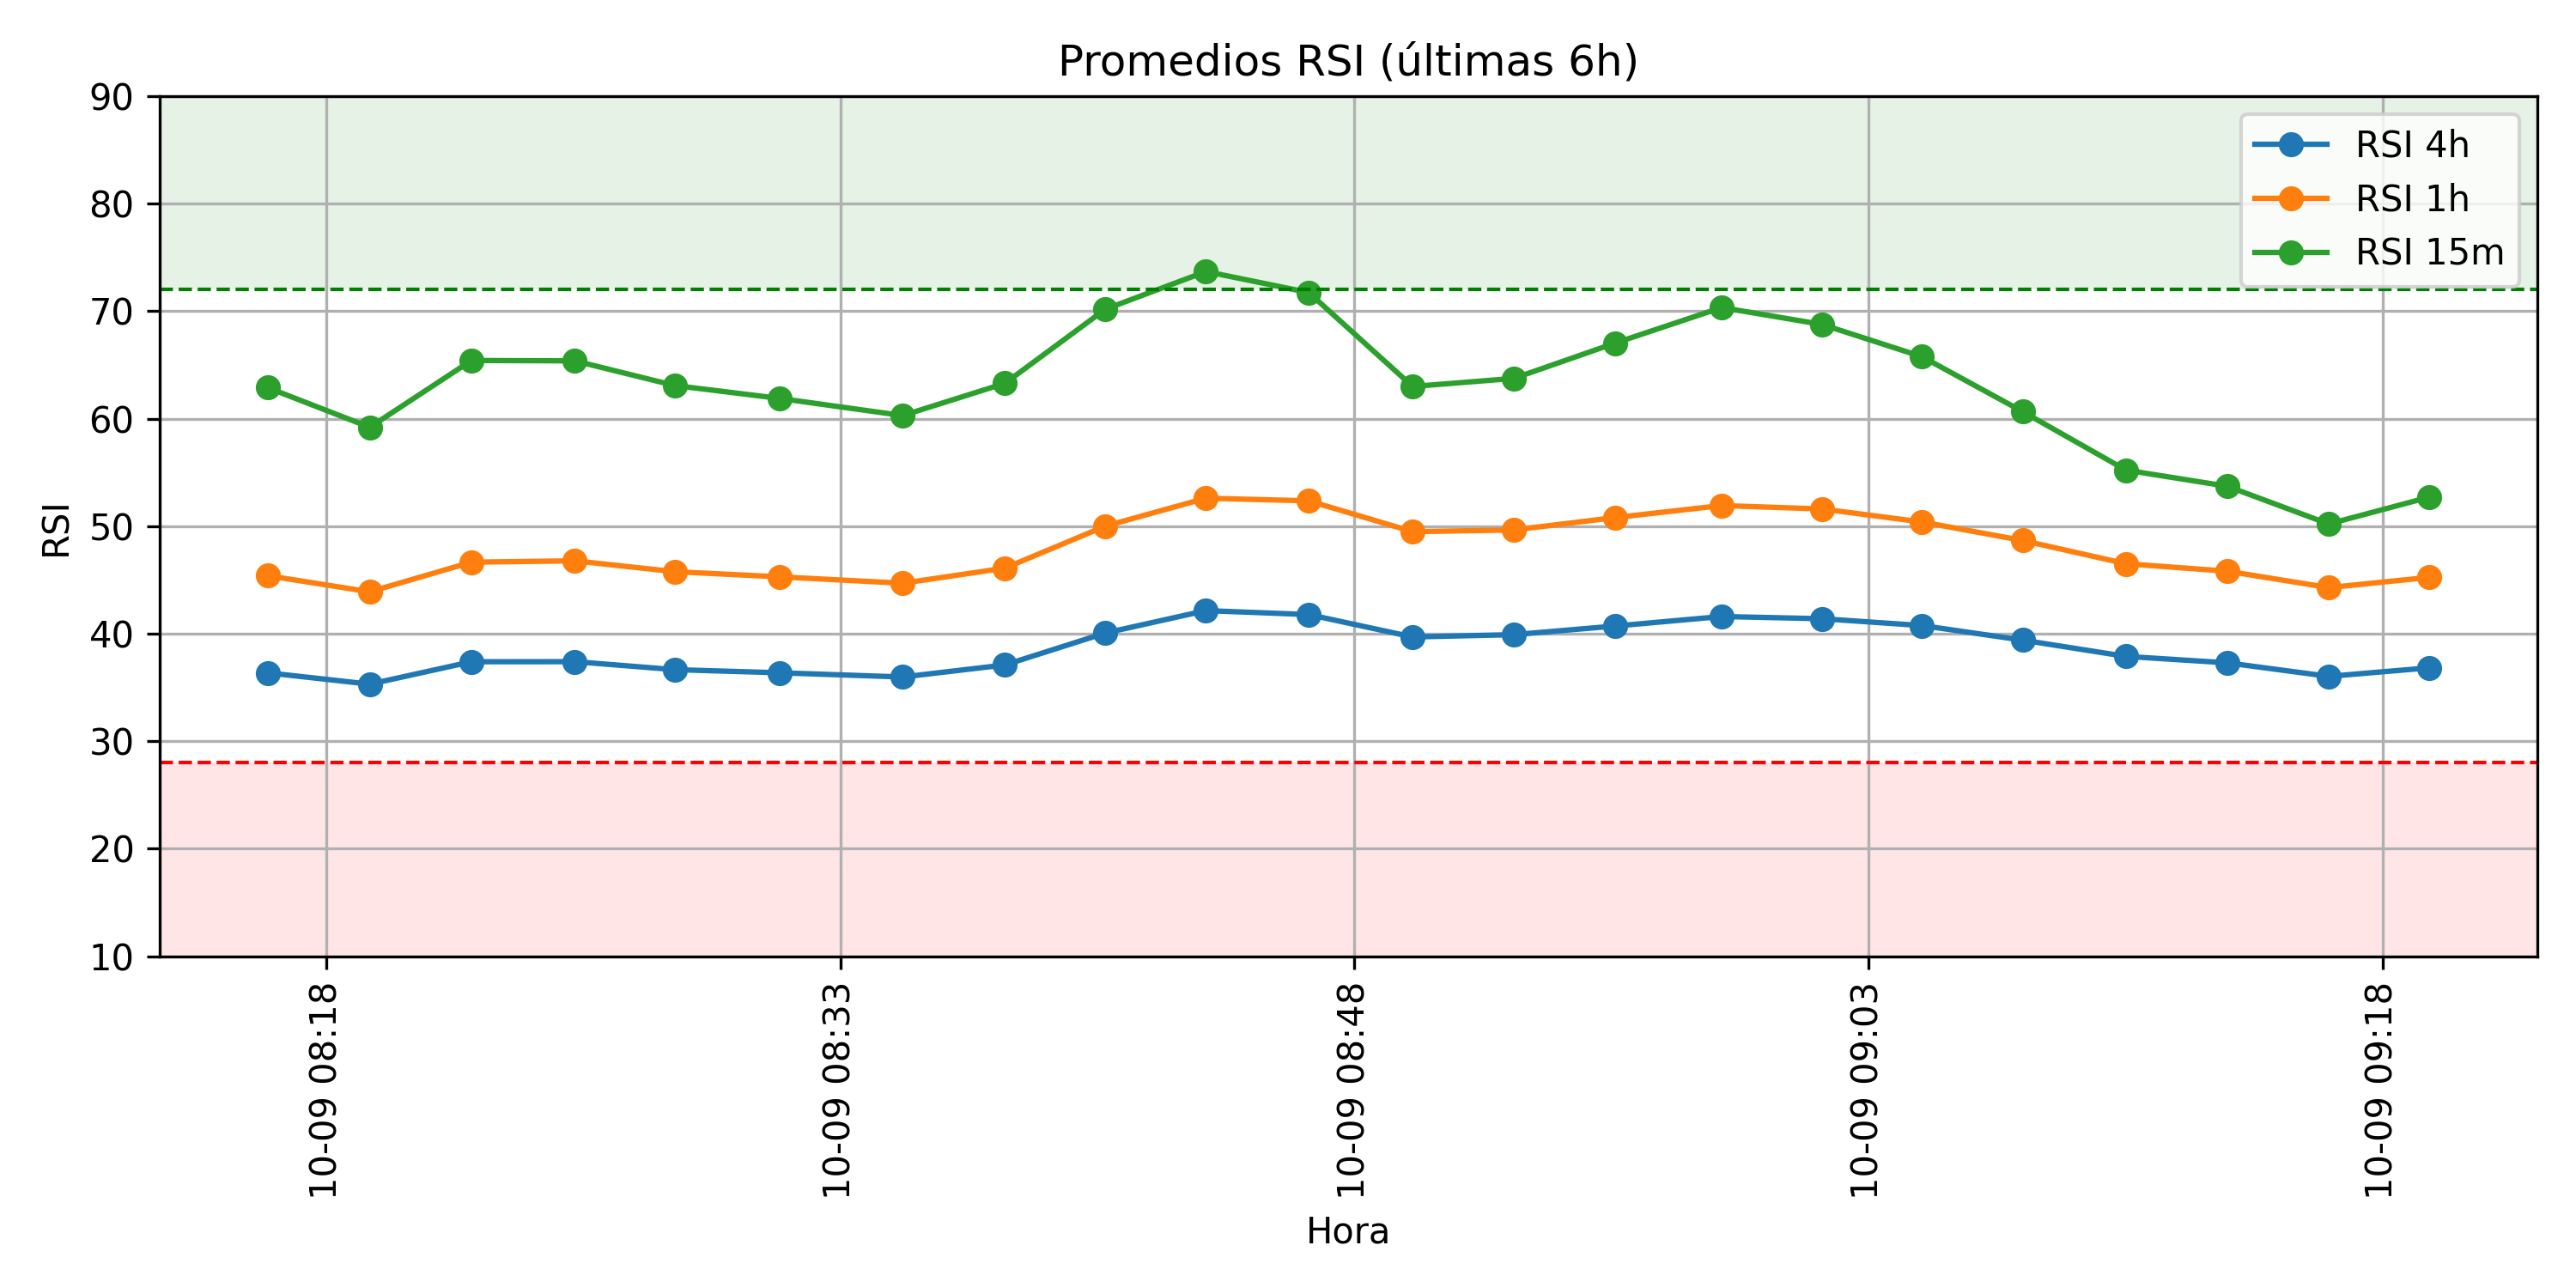 Promedios RSI (últimas 6h)
90
80
70
60
50
40
30
20
10
RSI
RSI 4h
RSI 1h
RSI 15m
10-09 08:18
10-09 08:33
10-09 08:48
10-09 09:03
10-09 09:18
Hora